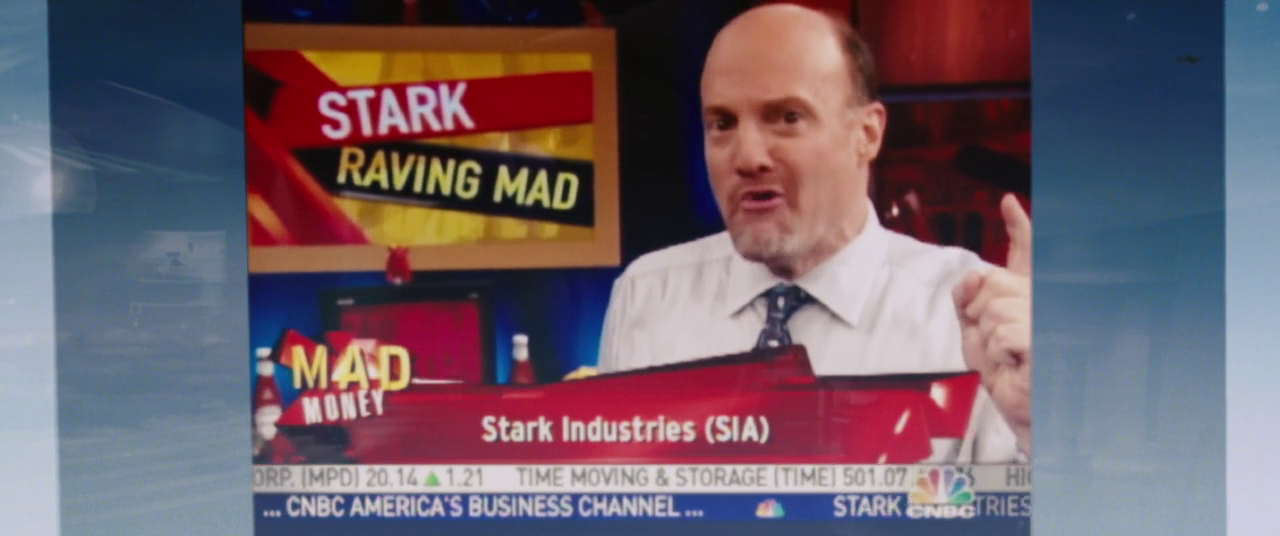 STARK
RAVING MAD
MAD
MONEY
Stark Industries (SIA)
ORP. (MPD) 20.14 ▲ 1.21 TIME MOVING & STORAGE (TIME) 501.07
... CNBC AMERICA'S BUSINESS CHANNEL ... STARK
CNBC